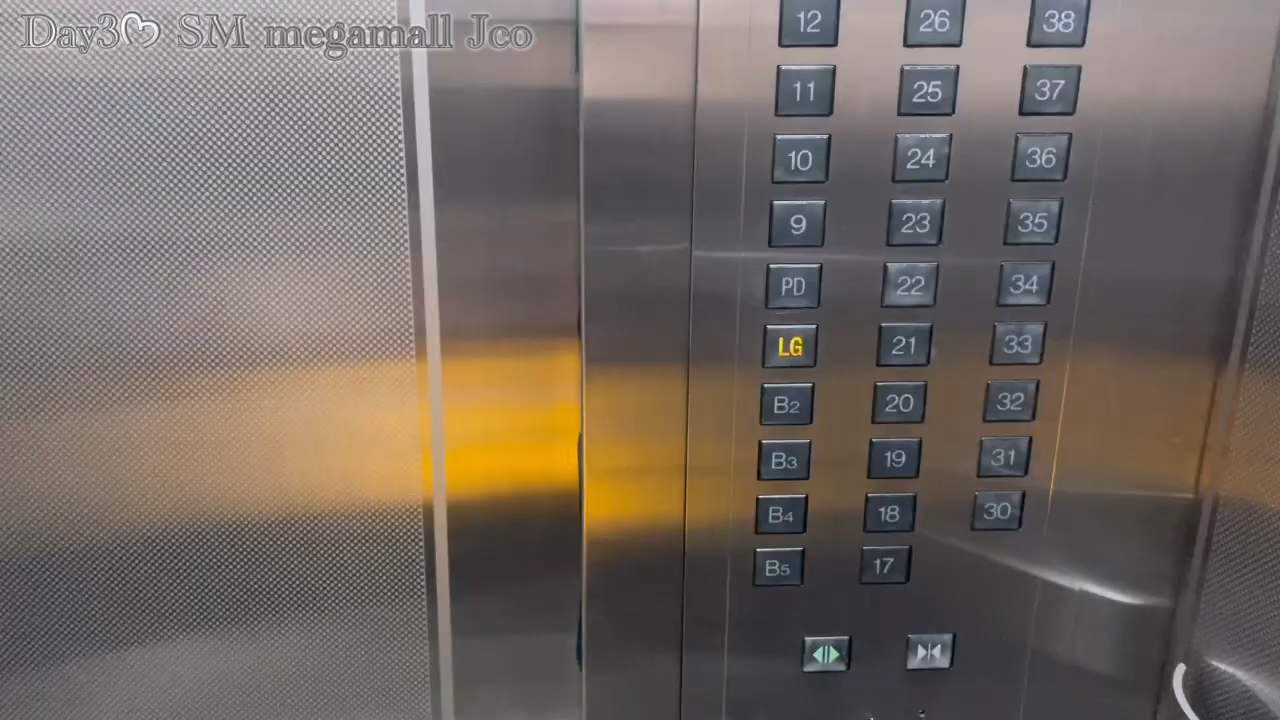 Day3♡ SM megamall Jco
12 26 38
11 25 37
10 24 36
9 23 35
PD 22 34
LG 21 33
B2 20 32
B3 19 31
B4 18 30
B5 17